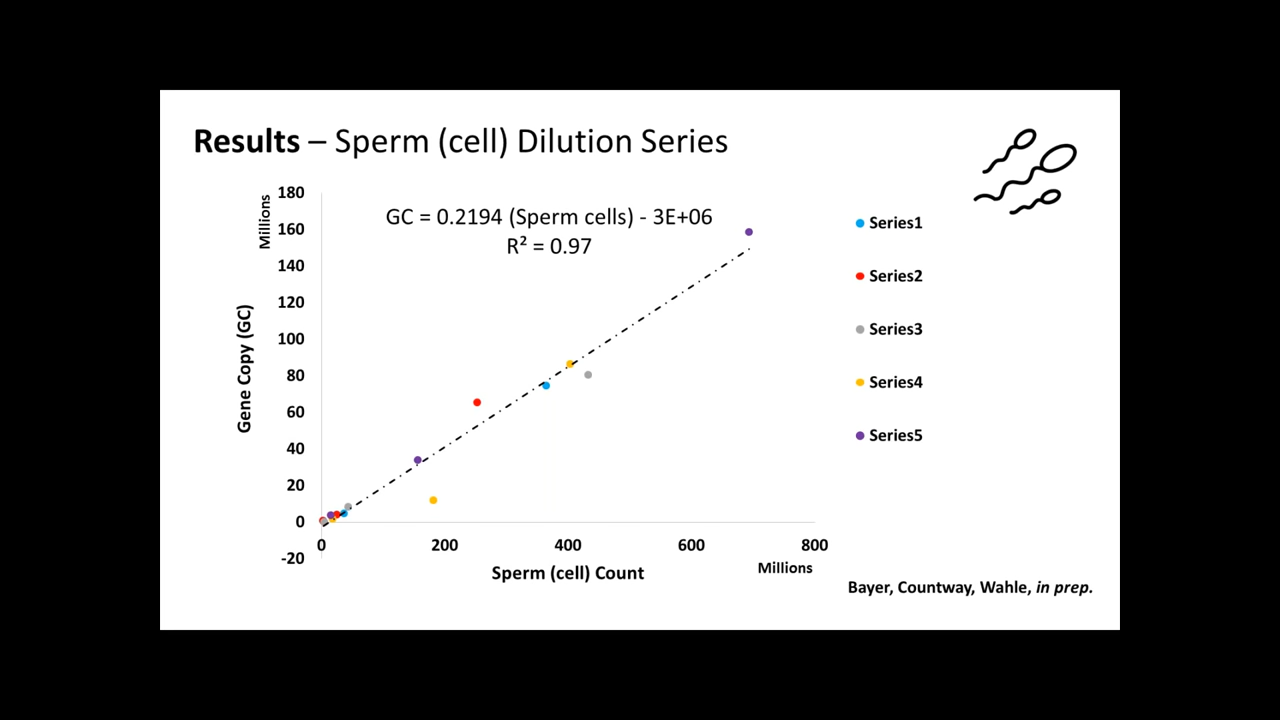 Results – Sperm (cell) Dilution Series
Millions
180
160
140
120
100
80
60
40
20
0
-20
Gene Copy (GC)
GC = 0.2194 (Sperm cells) - 3E+06
R² = 0.97
0 200 400 600 800
Millions
Sperm (cell) Count
Series1
Series2
Series3
Series4
Series5
Bayer, Countway, Wahle, in prep.